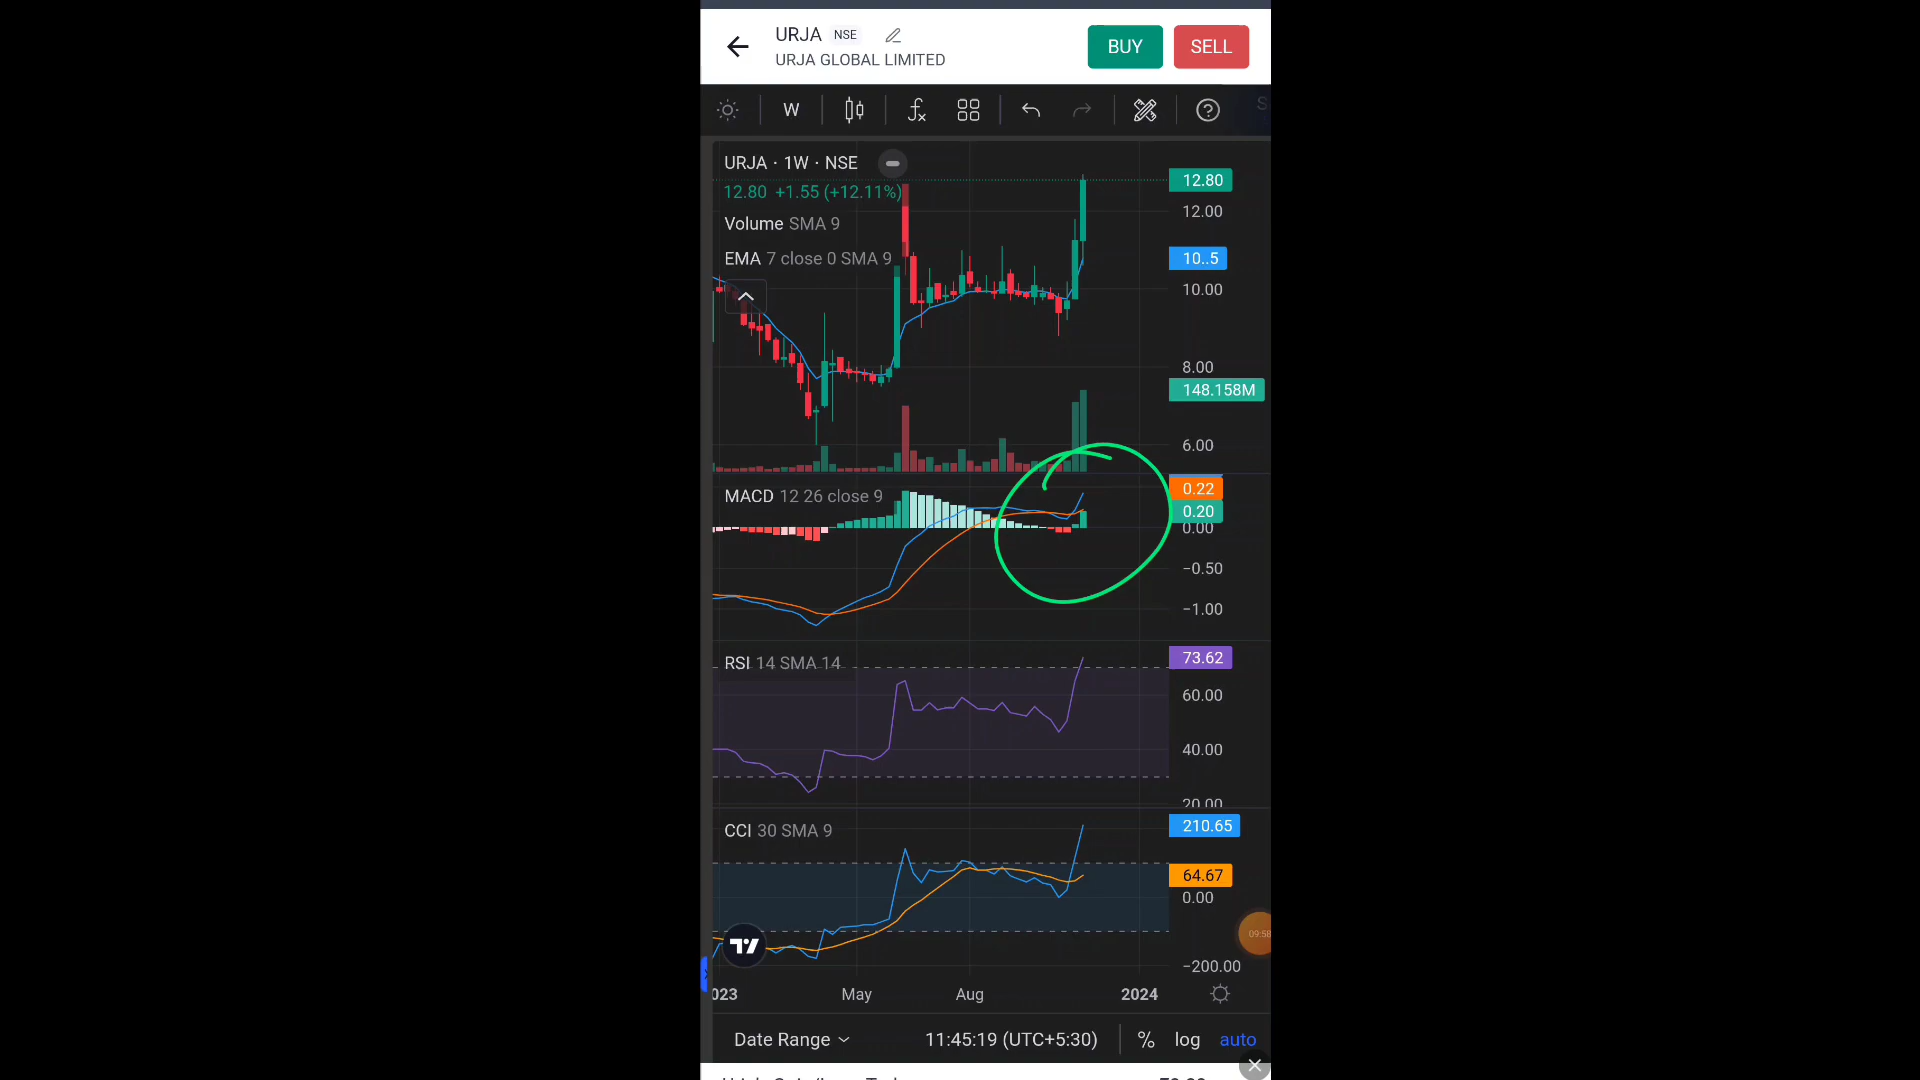 URJA NSE
URJA GLOBAL LIMITED
BUY
SELL
W
URJA · 1W · NSE
12.80 +1.55 (+12.11%)
Volume SMA 9
EMA 7 close 0 SMA 9
12.80
12.00
10..5
10.00
8.00
148.158M
6.00
MACD 12 26 close 9
0.22
0.20
0.00
−0.50
−1.00
RSI 14 SMA 14
73.62
60.00
40.00
20.00
CCI 30 SMA 9
210.65
64.67
0.00
−200.00
09:58
023 May Aug 2024
Date Range 11:45:19 (UTC+5:30) % log auto